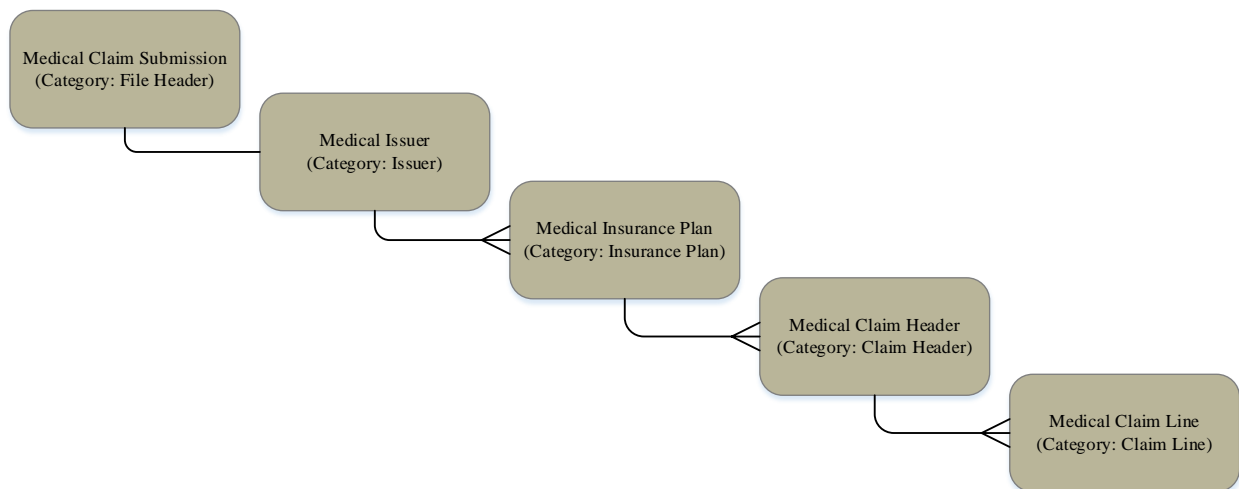 Medical Claim Submission
(Category: File Header)
Medical Issuer
(Category: Issuer)
Medical Insurance Plan
(Category: Insurance Plan)
Medical Claim Header
(Category: Claim Header)
Medical Claim Line
(Category: Claim Line)